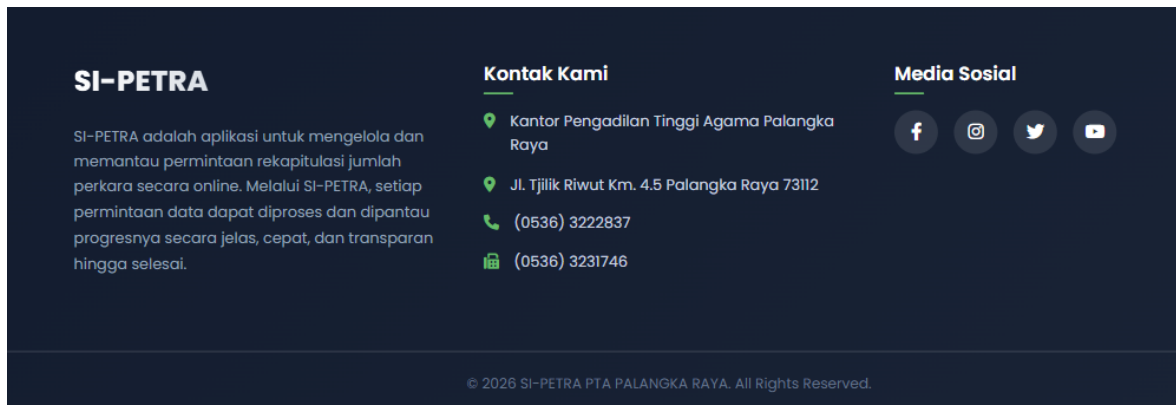 SI-PETRA
SI-PETRA adalah aplikasi untuk mengelola dan
memantau permintaan rekapitulasi jumlah
perkara secara online. Melalui SI-PETRA, setiap
permintaan data dapat diproses dan dipantau
progresnya secara jelas, cepat, dan transparan
hingga selesai.
Kontak Kami
Kantor Pengadilan Tinggi Agama Palangka
Raya
Jl. Tjilik Riwut Km. 4.5 Palangka Raya 73112
(0536) 3222837
(0536) 3231746
Media Sosial
© 2026 SI-PETRA PTA PALANGKA RAYA. All Rights Reserved.